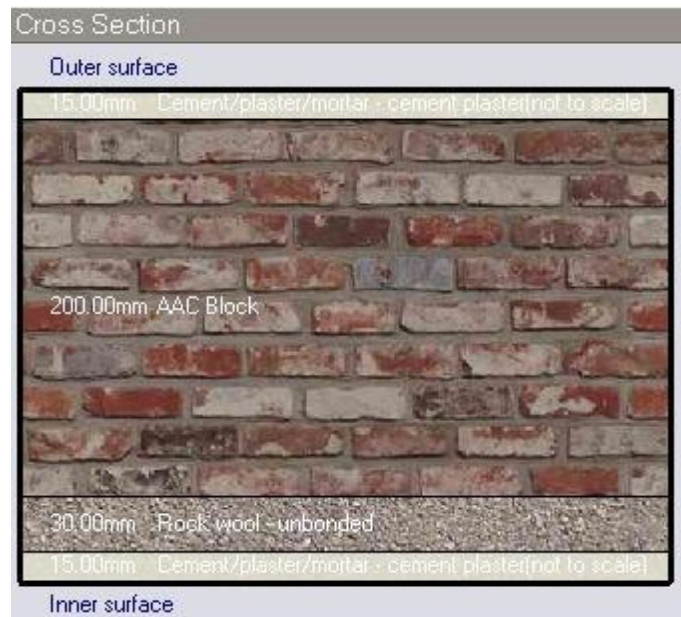 Cross Section
Outer surface
15.00mm Cement/plaster/mortar - cement plaster(not to scale)
200.00mm AAC Block
30.00mm Rock wool - unbonded
15.00mm Cement/plaster/mortar - cement plaster(not to scale)
Inner surface